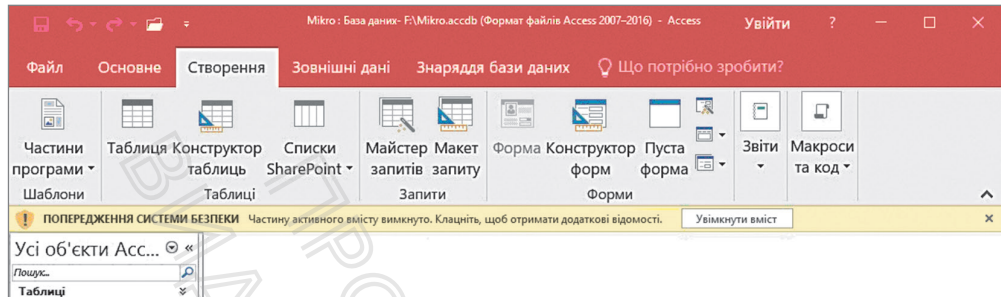 Mikro : База даних- F:\Mikro.accdb (Формат файлів Access 2007–2016) - Access Увійти ?
Файл Основне Створення Зовнішні дані Знаряддя бази даних Що потрібно зробити?
Частини програми
Таблиця
Конструктор таблиць
Списки SharePoint
Майстер запитів
Макет запиту
Форма
Конструктор форм
Пуста форма
Звіти
Макроси та код
Шаблони Таблиці Запити Форми
ПОПЕРЕДЖЕННЯ СИСТЕМИ БЕЗПЕКИ Частину активного вмісту вимкнуто. Клацніть, щоб отримати додаткові відомості. Увімкнути вміст
Усі об'єкти Acc...
Пошук...
Таблиці